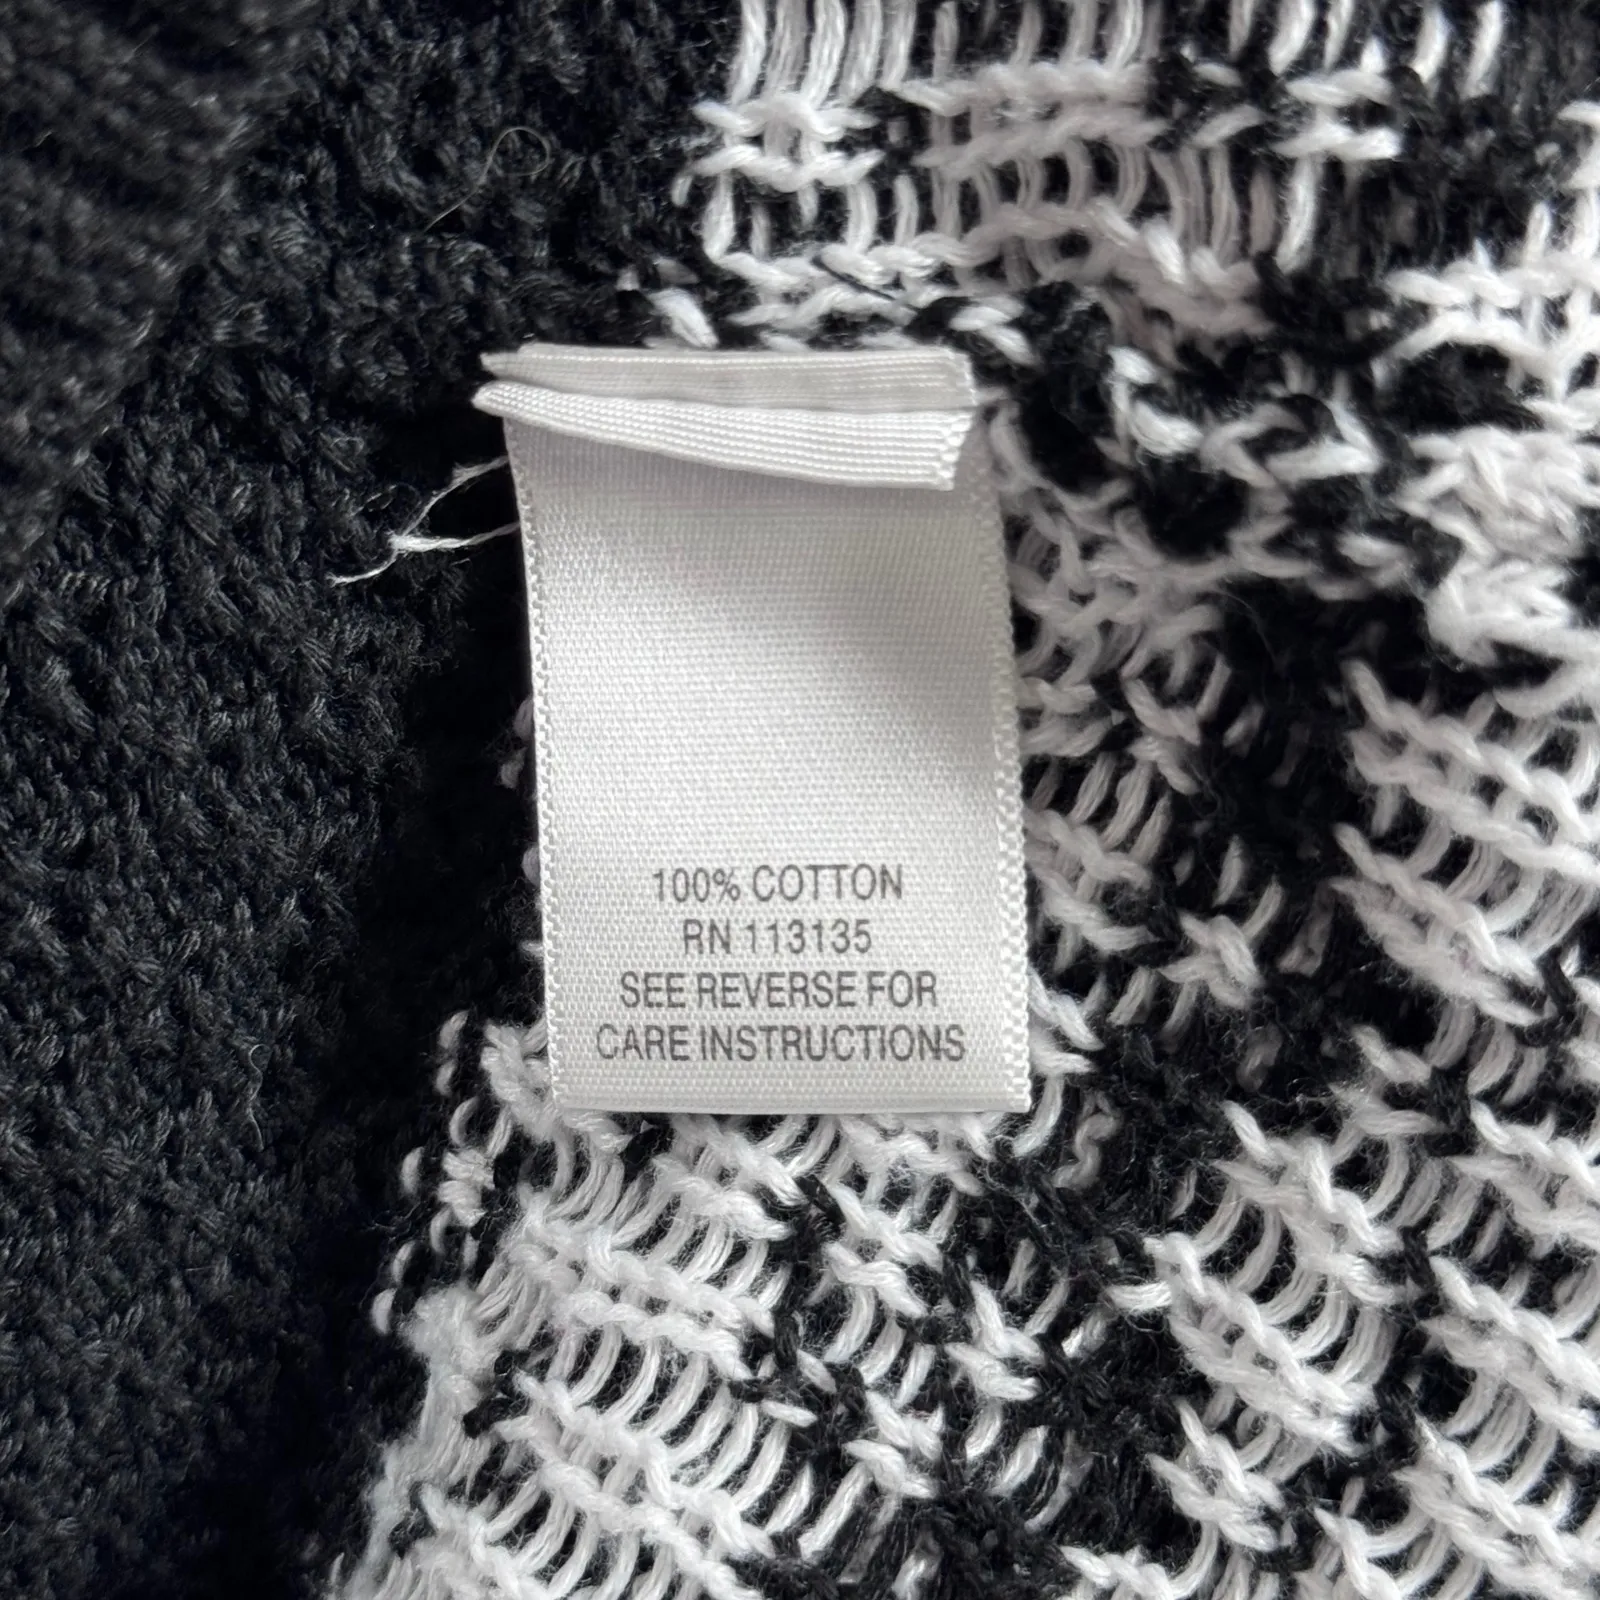 100% COTTON
RN 113135
SEE REVERSE FOR
CARE INSTRUCTIONS